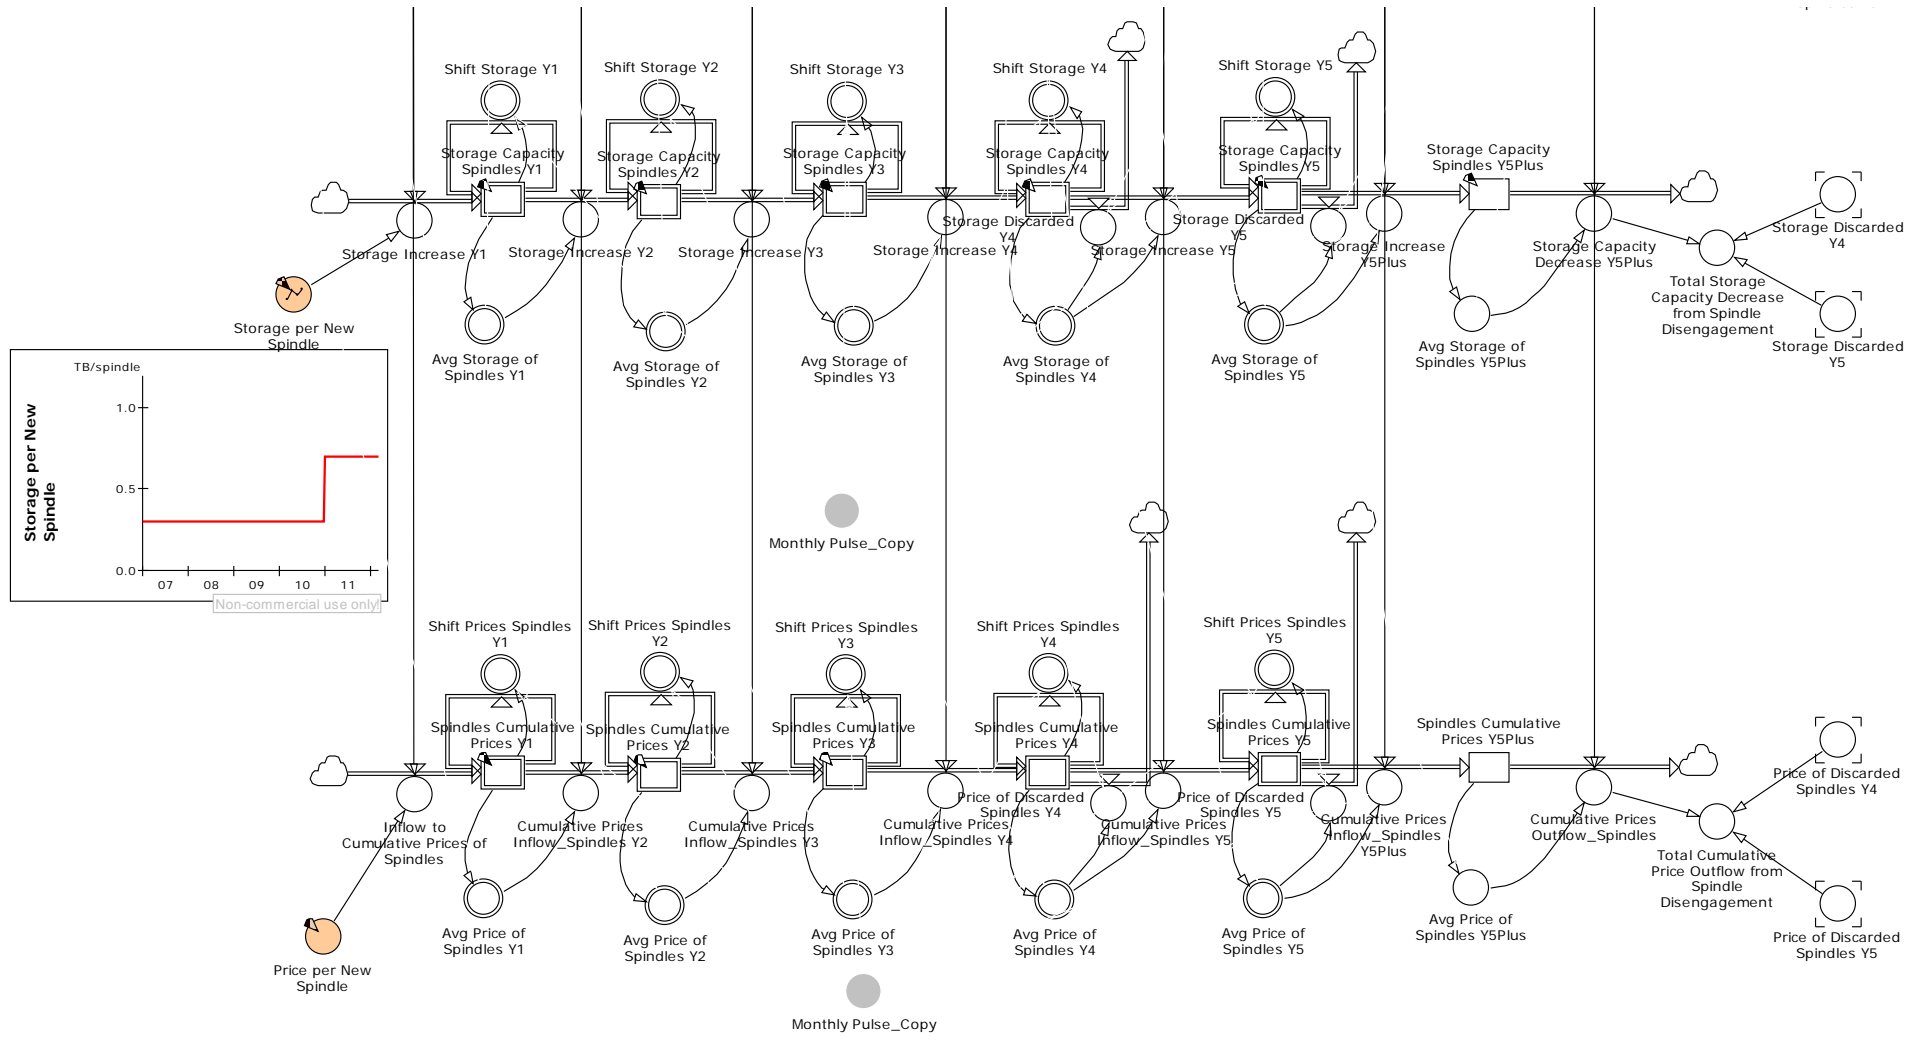 Shift Storage Y1
Shift Storage Y2
Shift Storage Y3
Shift Storage Y4
Shift Storage Y5
Storage Capacity
Spindles Y1
Storage Capacity
Spindles Y2
Storage Capacity
Spindles Y3
Storage Capacity
Spindles Y4
Storage Capacity
Spindles Y5
Storage Capacity
Spindles Y5Plus
Storage Increase Y1
Storage Increase Y2
Storage Increase Y3
Storage Increase Y4
Storage Discarded
Y4
Storage Increase Y5
Storage Discarded
Y5
Storage Increase
Y5Plus
Storage Capacity
Decrease Y5Plus
Storage Discarded
Y4
Total Storage
Capacity Decrease
from Spindle
Disengagement
Storage Discarded
Y5
Storage per New
Spindle
Avg Storage of
Spindles Y1
Avg Storage of
Spindles Y2
Avg Storage of
Spindles Y3
Avg Storage of
Spindles Y4
Avg Storage of
Spindles Y5
Avg Storage of
Spindles Y5Plus
TB/spindle
Storage per New
Spindle
1.0
0.5
0.0
07 08 09 10 11
Non-commercial use only!
Monthly Pulse_Copy
Shift Prices Spindles
Y1
Shift Prices Spindles
Y2
Shift Prices Spindles
Y3
Shift Prices Spindles
Y4
Shift Prices Spindles
Y5
Spindles Cumulative
Prices Y1
Spindles Cumulative
Prices Y2
Spindles Cumulative
Prices Y3
Spindles Cumulative
Prices Y4
Spindles Cumulative
Prices Y5
Spindles Cumulative
Prices Y5Plus
Inflow to
Cumulative Prices of
Spindles
Cumulative Prices
Inflow_Spindles Y2
Cumulative Prices
Inflow_Spindles Y3
Cumulative Prices
Inflow_Spindles Y4
Price of Discarded
Spindles Y4
Cumulative Prices
Inflow_Spindles Y5
Price of Discarded
Spindles Y5
Cumulative Prices
Inflow_Spindles
Y5Plus
Cumulative Prices
Outflow_Spindles
Price of Discarded
Spindles Y4
Total Cumulative
Price Outflow from
Spindle
Disengagement
Price of Discarded
Spindles Y5
Price per New
Spindle
Avg Price of
Spindles Y1
Avg Price of
Spindles Y2
Avg Price of
Spindles Y3
Avg Price of
Spindles Y4
Avg Price of
Spindles Y5
Avg Price of
Spindles Y5Plus
Monthly Pulse_Copy